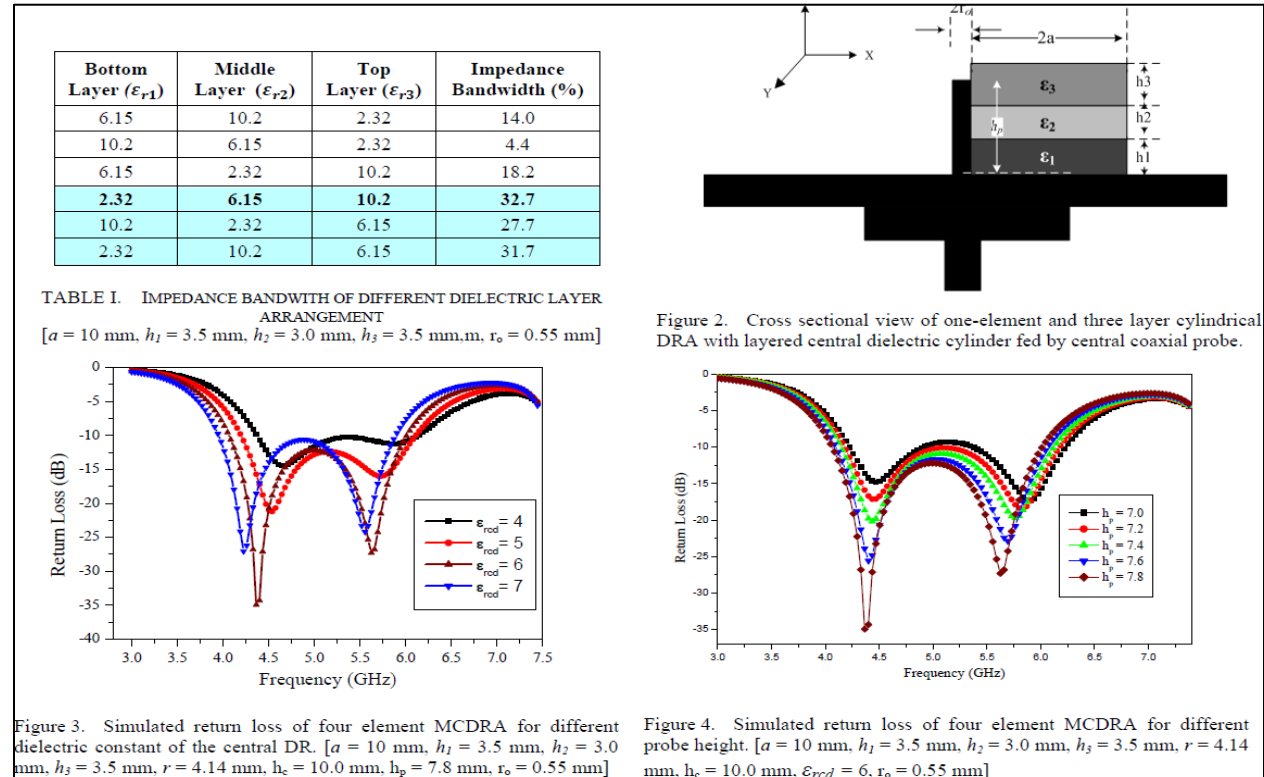 Bottom Layer (εr1) Middle Layer (εr2) Top Layer (εr3) Impedance Bandwidth (%)
6.15 10.2 2.32 14.0
10.2 6.15 2.32 4.4
6.15 2.32 10.2 18.2
2.32 6.15 10.2 32.7
10.2 2.32 6.15 27.7
2.32 10.2 6.15 31.7
TABLE I. IMPEDANCE BANDWITH OF DIFFERENT DIELECTRIC LAYER
ARRANGEMENT
[a = 10 mm, h1 = 3.5 mm, h2 = 3.0 mm, h3 = 3.5 mm,m, ro = 0.55 mm]
2ro
2a
X
Y
hp
ε3
ε2
ε1
h3
h2
h1
Figure 2. Cross sectional view of one-element and three layer cylindrical
DRA with layered central dielectric cylinder fed by central coaxial probe.
Return Loss (dB)
0
-5
-10
-15
-20
-25
-30
-35
-40
3.0 3.5 4.0 4.5 5.0 5.5 6.0 6.5 7.0 7.5
Frequency (GHz)
εrcd= 4
εrcd= 5
εrcd= 6
εrcd= 7
Figure 3. Simulated return loss of four element MCDRA for different
dielectric constant of the central DR. [a = 10 mm, h1 = 3.5 mm, h2 = 3.0
mm, h3 = 3.5 mm, r = 4.14 mm, hc = 10.0 mm, hp = 7.8 mm, ro = 0.55 mm]
Return Loss (dB)
0
-5
-10
-15
-20
-25
-30
-35
3.0 3.5 4.0 4.5 5.0 5.5 6.0 6.5 7.0
Frequency (GHz)
hp = 7.0
hp = 7.2
hp = 7.4
hp = 7.6
hp = 7.8
Figure 4. Simulated return loss of four element MCDRA for different
probe height. [a = 10 mm, h1 = 3.5 mm, h2 = 3.0 mm, h3 = 3.5 mm, r = 4.14
mm, hc = 10.0 mm, εrcd = 6, ro = 0.55 mm]